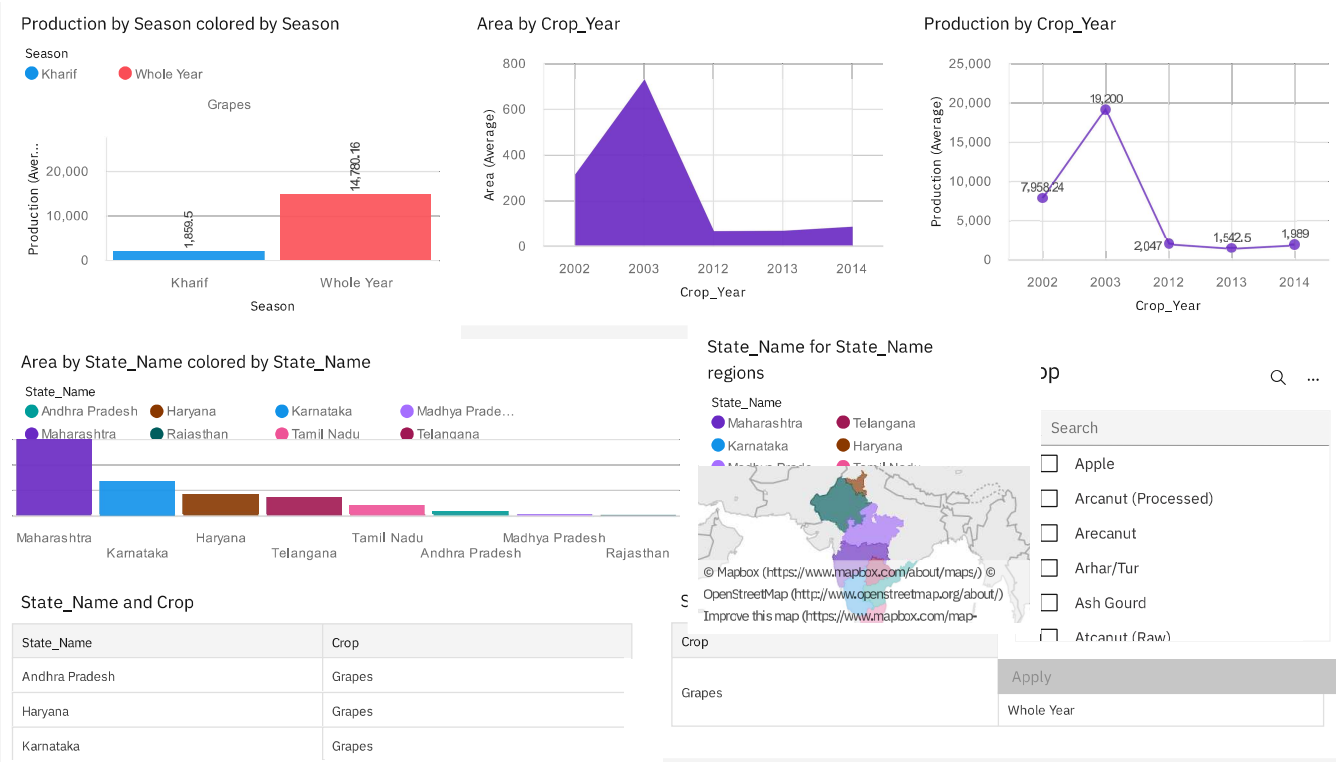 Production by Season colored by Season
Season
Kharif
Whole Year
Grapes
Production (Aver...
20,000
10,000
0
1,859.5
14,780.16
Kharif
Whole Year
Season
Area by Crop_Year
Area (Average)
800
600
400
200
0
2002
2003
2012
2013
2014
Crop_Year
Production by Crop_Year
Production (Average)
25,000
20,000
15,000
10,000
5,000
0
7,958.24
19,200
2,047
1,542.5
1,989
2002
2003
2012
2013
2014
Crop_Year
Area by State_Name colored by State_Name
State_Name
Andhra Pradesh
Haryana
Karnataka
Madhya Prade...
Maharashtra
Rajasthan
Tamil Nadu
Telangana
Maharashtra
Karnataka
Haryana
Telangana
Tamil Nadu
Andhra Pradesh
Madhya Pradesh
Rajasthan
State_Name for State_Name
regions
State_Name
Maharashtra
Telangana
Karnataka
Haryana
Madhya Prade...
Tamil Nadu
© Mapbox (https://www.mapbox.com/about/maps/) ©
OpenStreetMap (http://www.openstreetmap.org/about/)
Improve this map (https://www.mapbox.com/map-
op
...
Search
Apple
Arcanut (Processed)
Arecanut
Arhar/Tur
Ash Gourd
Atcanut (Raw)
Apply
State_Name and Crop
State_Name
Crop
Andhra Pradesh
Grapes
Haryana
Grapes
Karnataka
Grapes
S
Crop
Grapes
Whole Year